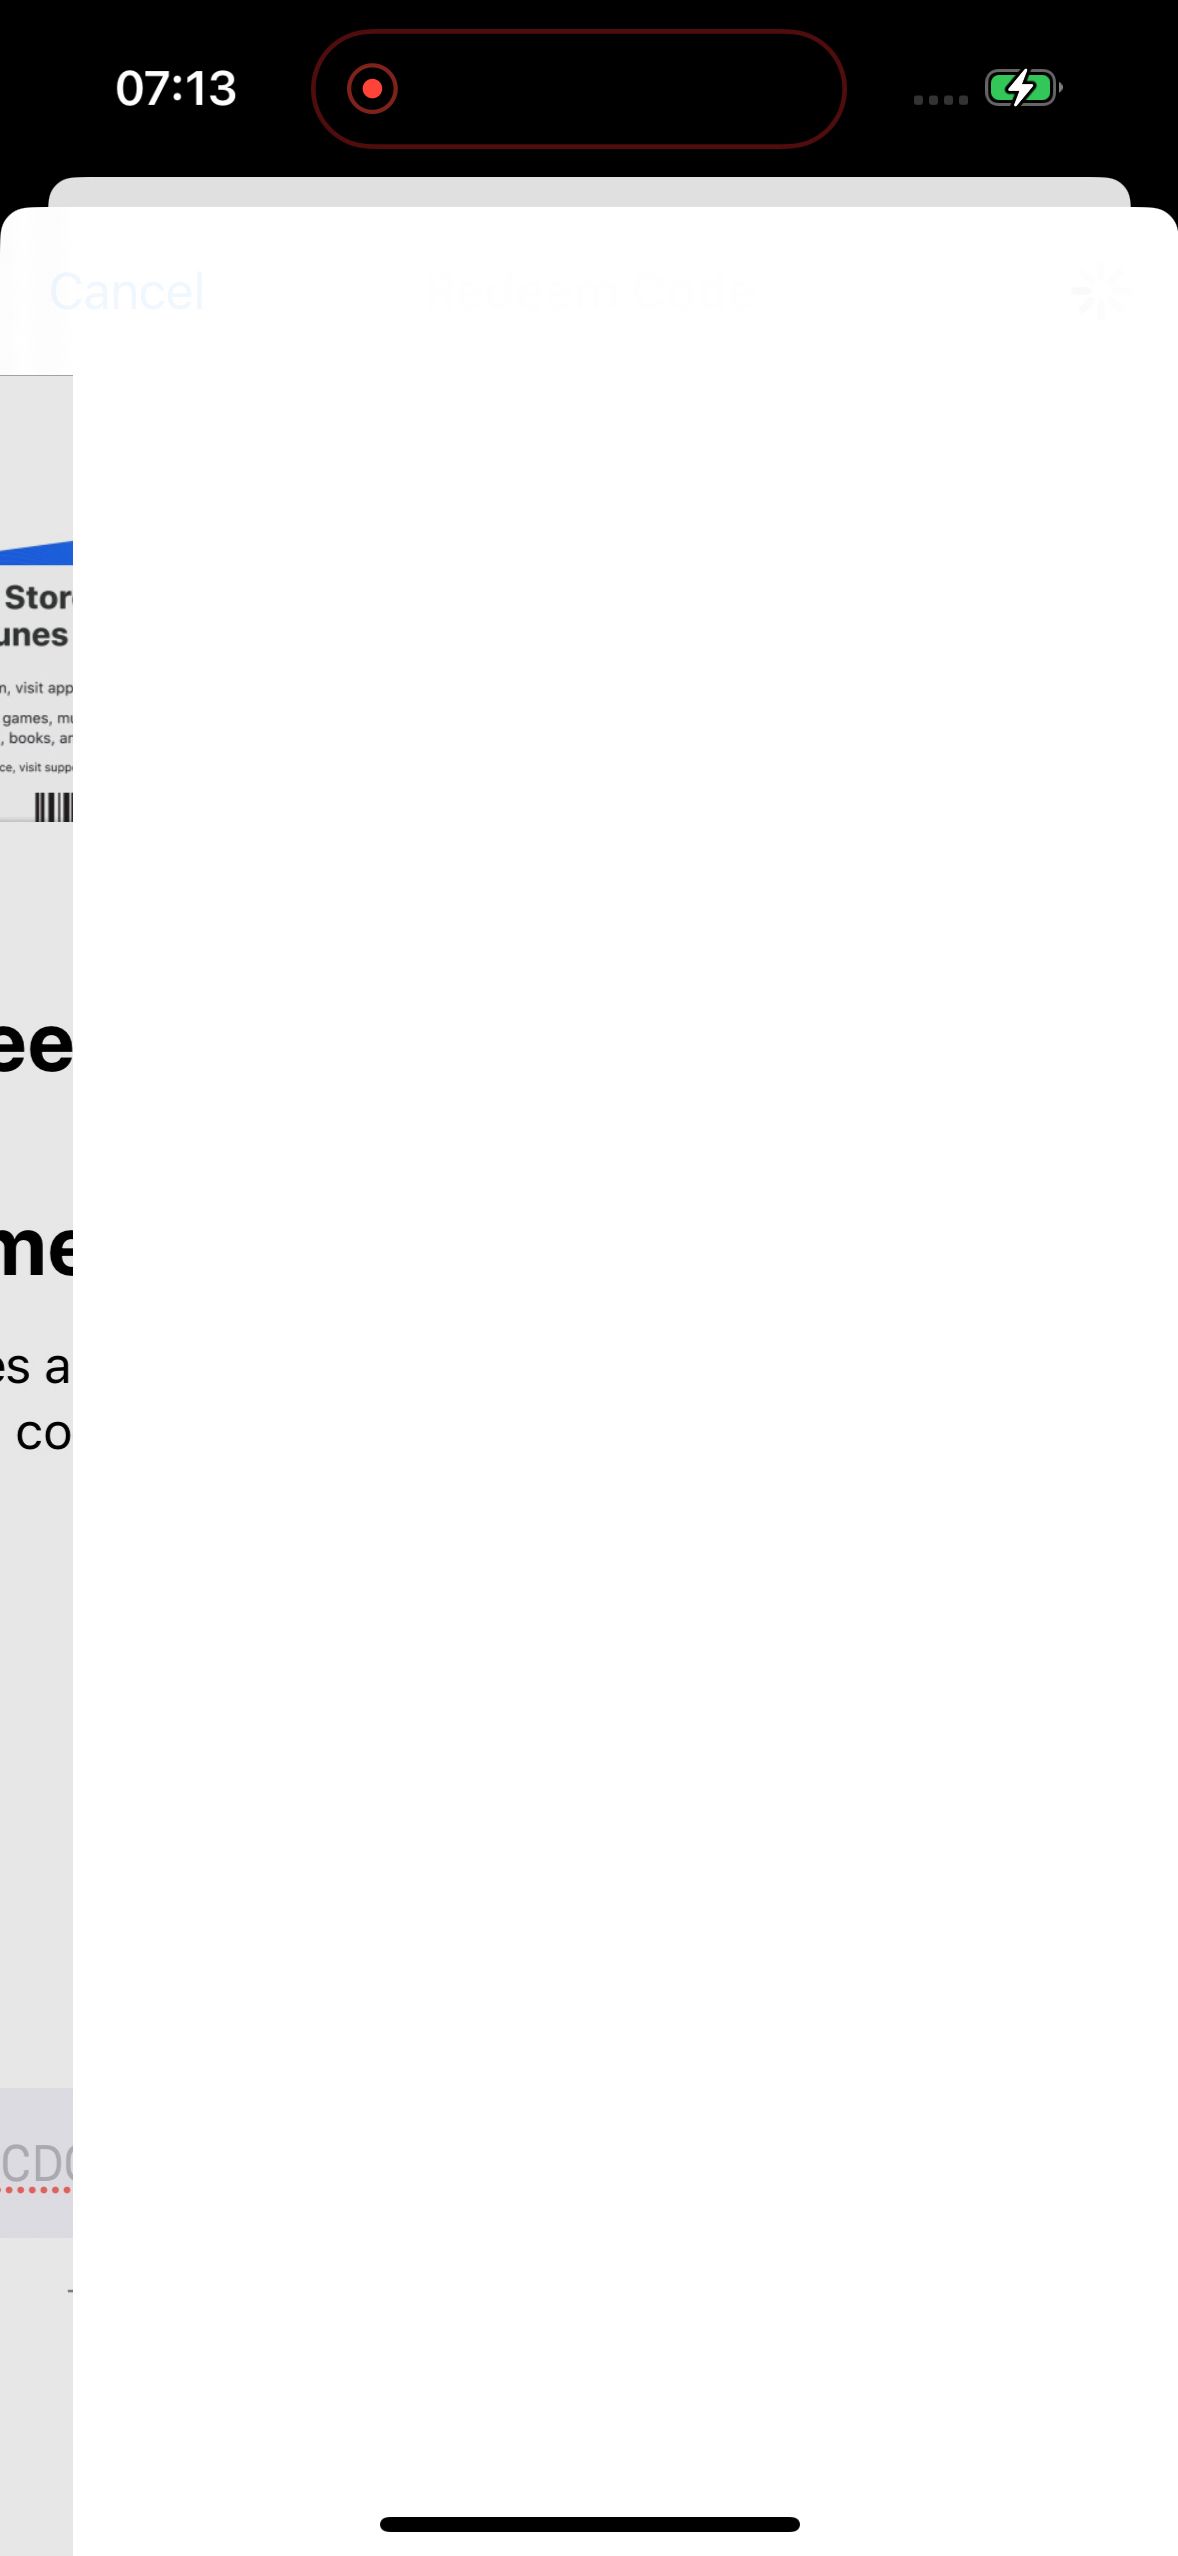 07:13
Cancel
Redeem Code
Stor
unes
n, visit app
games, mu
, books, an
ce, visit supp
ee
me
es a
co
CDC